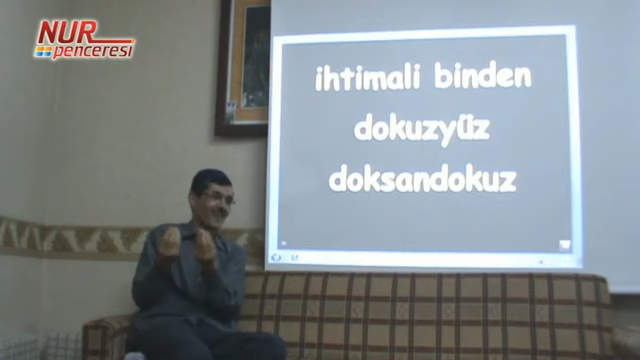 NUR
penceresi
ihtimali binden
dokuzyüz
doksandokuz